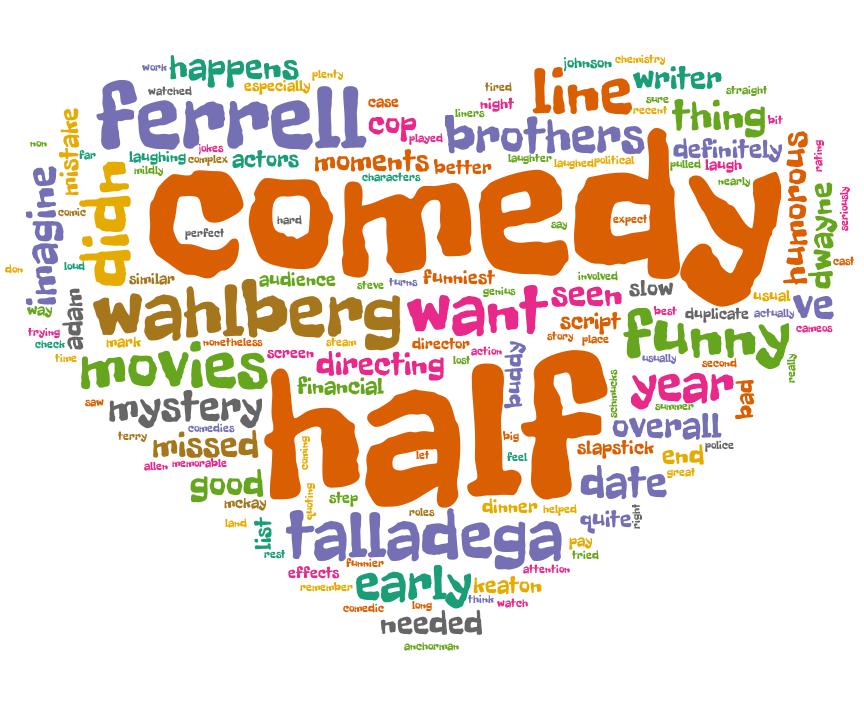 work happens plenty johnson chemistry
watched especially tired line writer straight
ferrell case night sure recent thing bit
non mistake cop played liners brothers definitely rating
far jokes laughing complex actors moments better laughter laughed political pulled laugh humorous
mildly characters nearly
imagine comic didn comedy dwayne seriously
perfect hard say expect
don loud similar audience steve turns funniest involved cast
way adam wahlberg genius want seen slow usual ve
trying script best duplicate actually cameos
check mark nonetheless steam director story place funny
time movies screen directing lost action buddy usually second really
financial half schmucks year bad
saw mystery summer
comedies overall
terry missed coming let big slapstick police
allen memorable feel end
good quoting great
mckay step dinner date
land list roles helped quite right
talladega pay
rest funnier tried
effects early attention
remember keaton
comedic long think watch
needed
anchorman